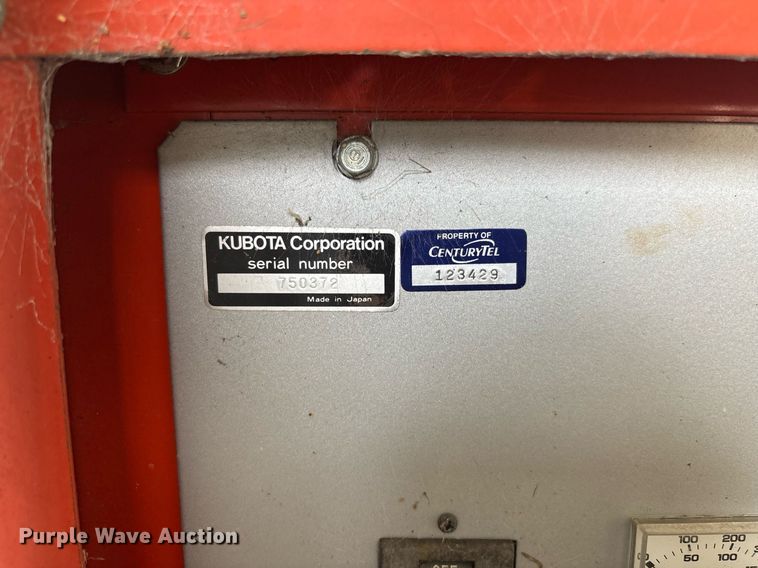 KUBOTA Corporation
serial number
750372
Made in Japan
PROPERTY OF
CENTURYTEL
123429
OFF
100 200
50 100
Purple Wave Auction